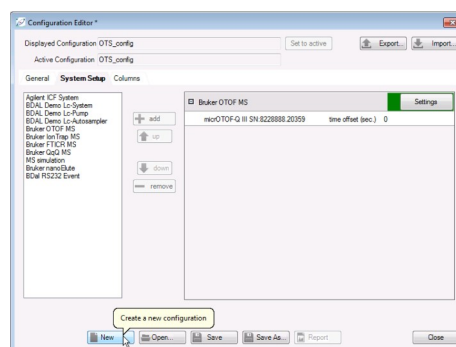 Configuration Editor *
Displayed Configuration OTS_config
Set to active
Export...
Import...
Active Configuration OTS_config
General System Setup Columns
Agilent ICF System
BDAL Demo Lc-System
BDAL Demo Lc-Pump
BDAL Demo Lc-Autosampler
Bruker OTOF MS
Bruker IonTrap MS
Bruker FTICR MS
Bruker QqQ MS
MS simulation
Bruker nanoElute
BDal RS232 Event
add
up
down
remove
Bruker OTOF MS
Settings
micrOTOF-Q III SN:8228888.20359 time offset (sec.) 0
Create a new configuration
New
Open...
Save
Save As...
Report
Close